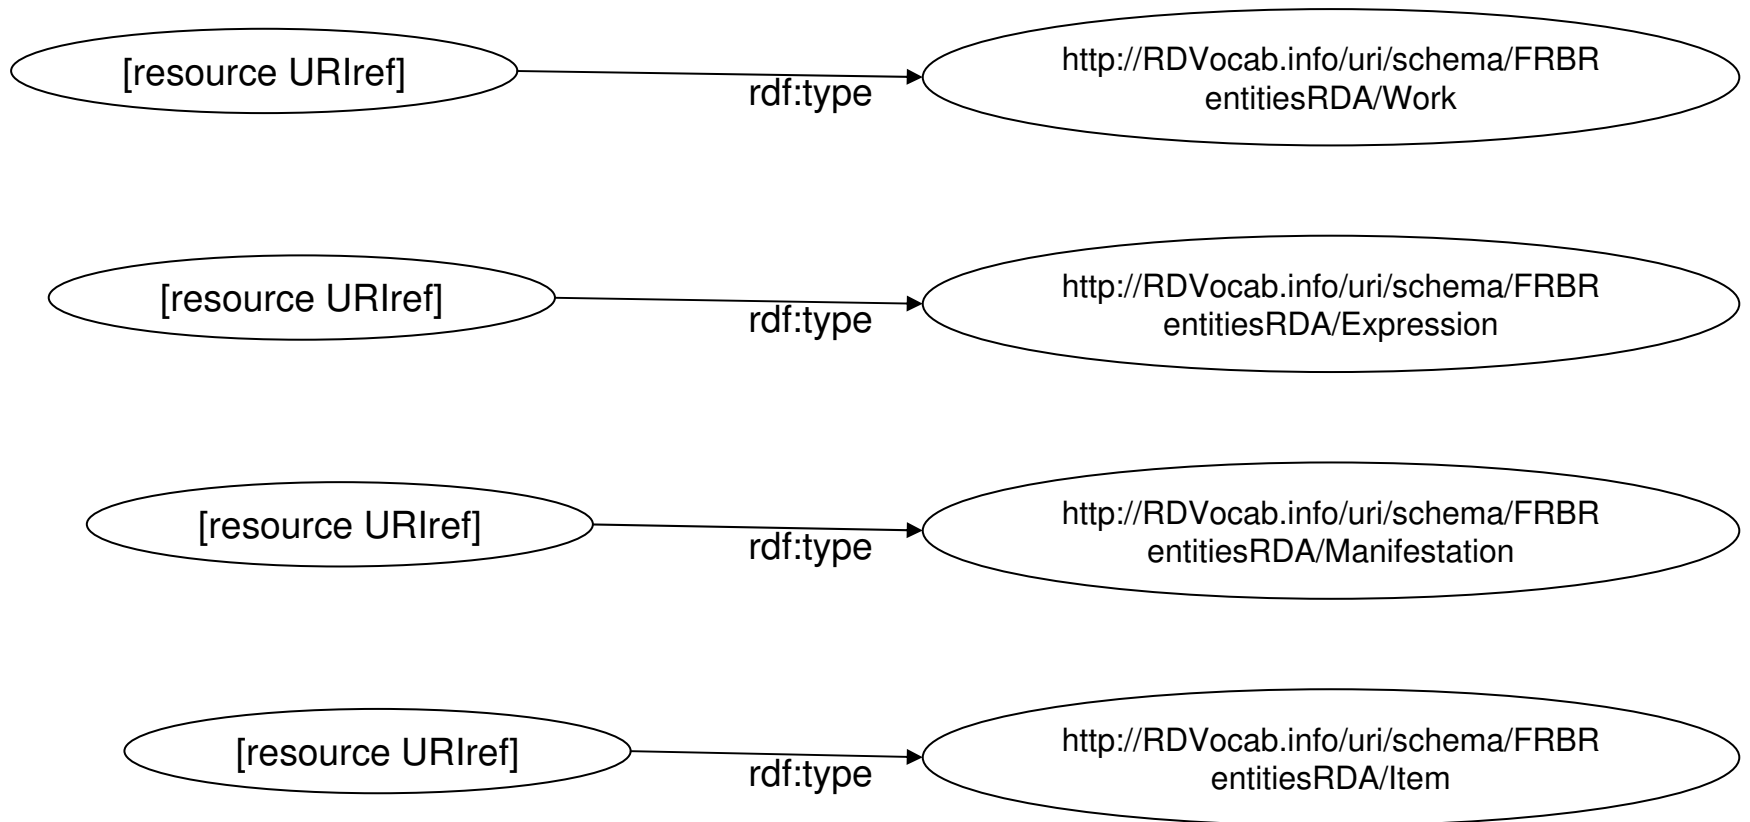 [resource URIref]
rdf:type
http://RDVocab.info/uri/schema/FRBR
entitiesRDA/Work
[resource URIref]
rdf:type
http://RDVocab.info/uri/schema/FRBR
entitiesRDA/Expression
[resource URIref]
rdf:type
http://RDVocab.info/uri/schema/FRBR
entitiesRDA/Manifestation
[resource URIref]
rdf:type
http://RDVocab.info/uri/schema/FRBR
entitiesRDA/Item